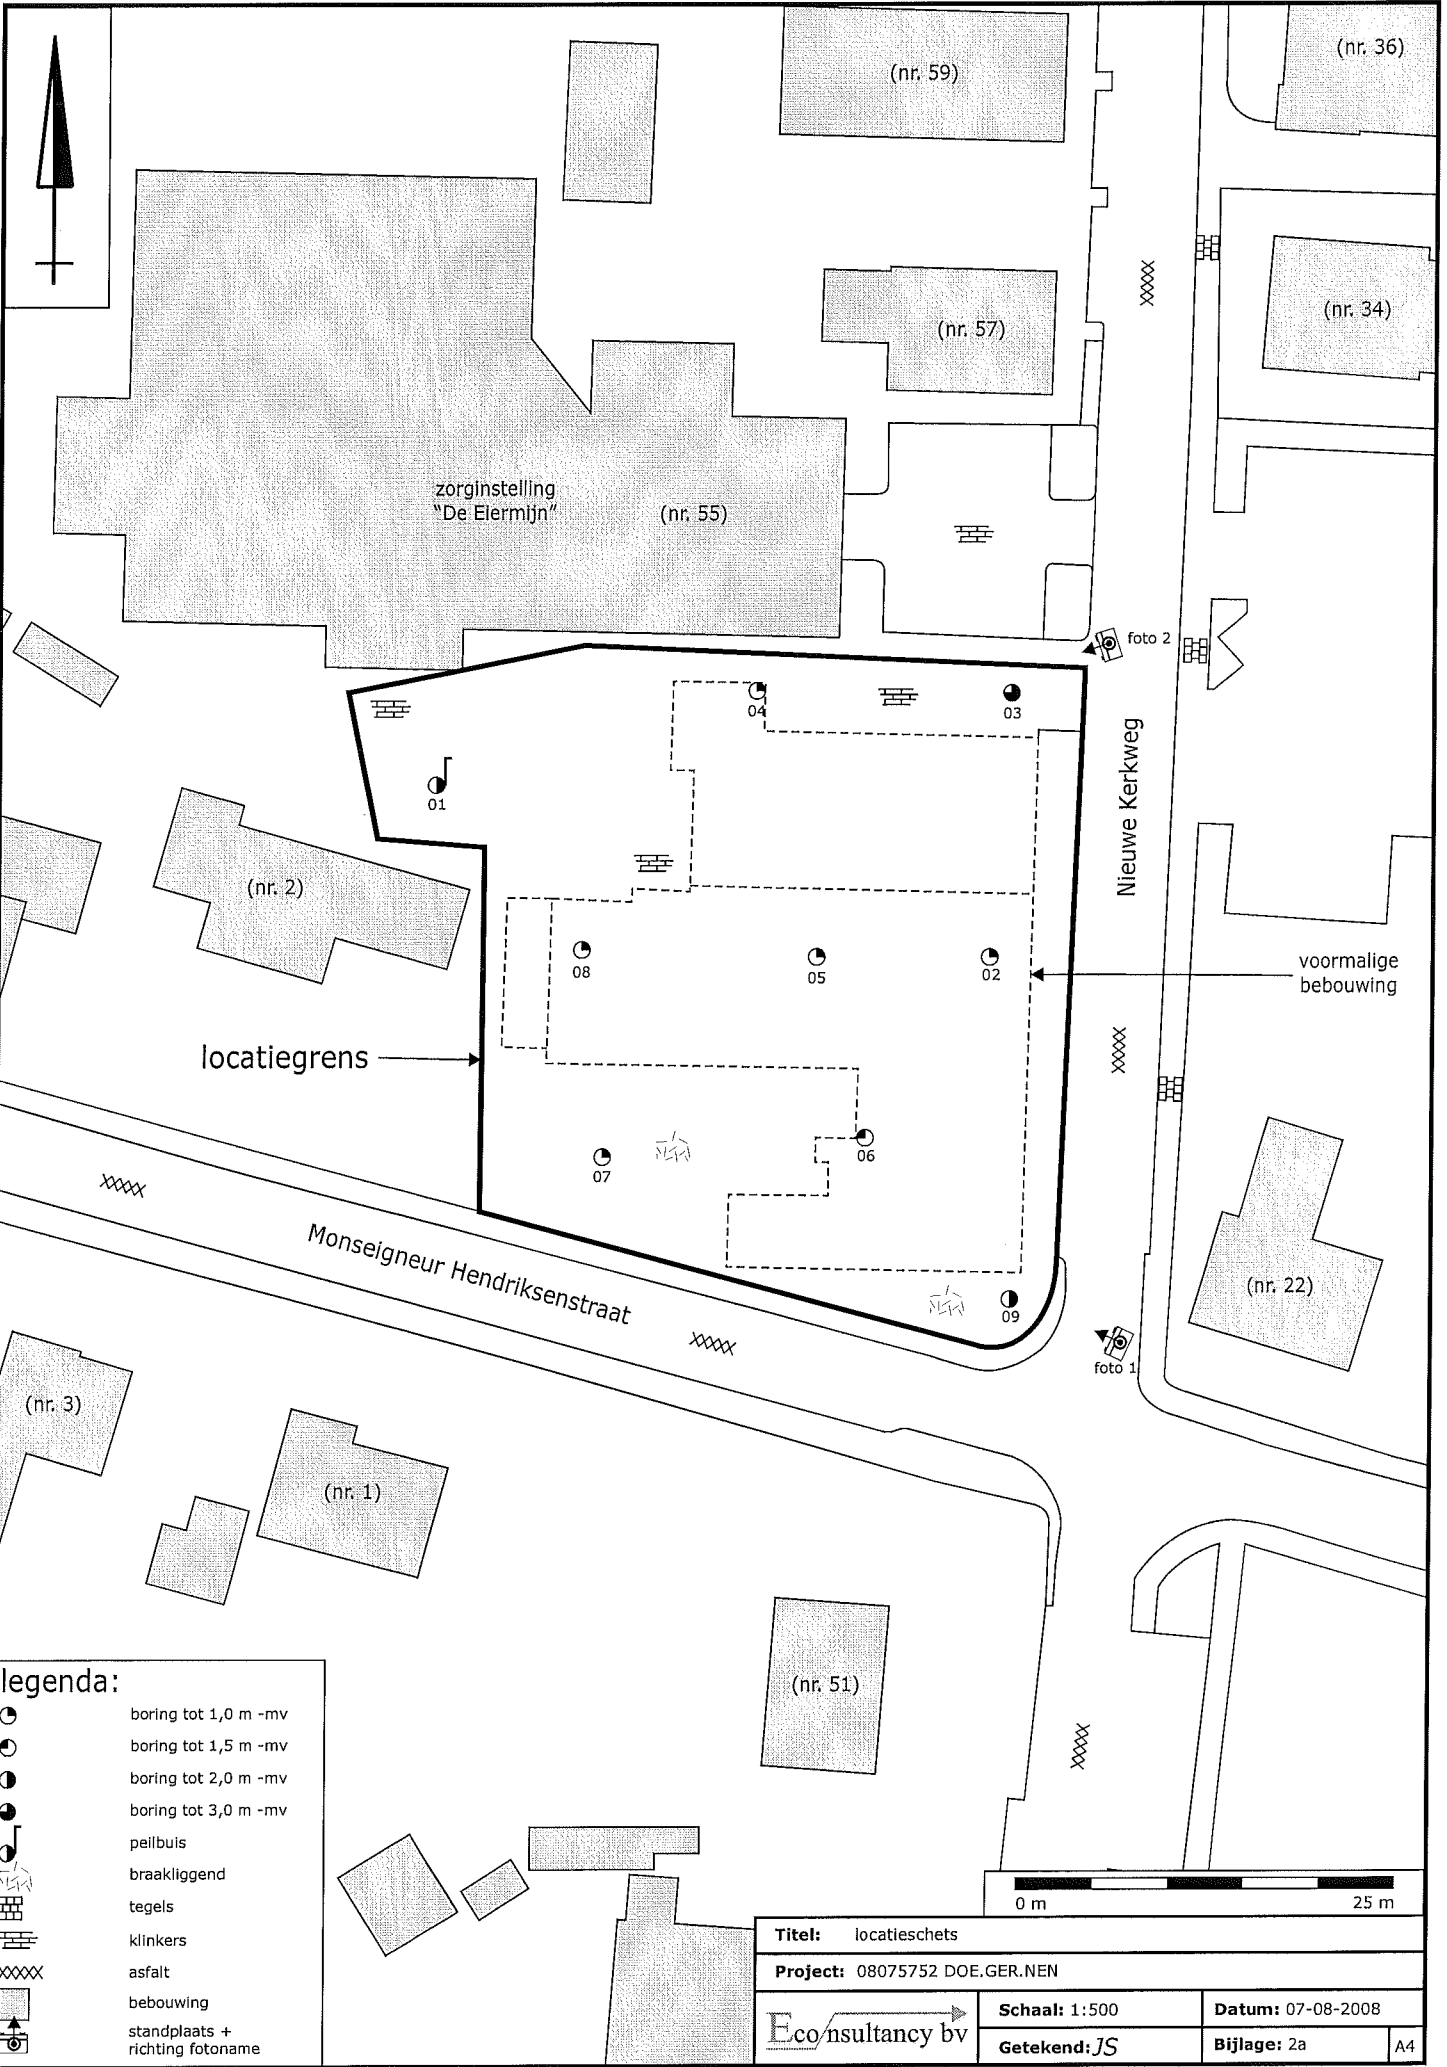 (nr. 59)
(nr. 36)
(nr. 57)
(nr. 34)
zorginstelling
"De Eiermijn"
(nr. 55)
foto 2
04
03
01
Nieuwe Kerkweg
(nr. 2)
08
05
02
voormalige
bebouwing
locatiegrens
07
06
Monseigneur Hendriksenstraat
09
(nr. 22)
foto 1
(nr. 3)
(nr. 1)
(nr. 51)
legenda:
boring tot 1,0 m -mv
boring tot 1,5 m -mv
boring tot 2,0 m -mv
boring tot 3,0 m -mv
peilbuis
braakliggend
tegels
klinkers
asfalt
bebouwing
standplaats +
richting fotoname
0 m
25 m
Titel: locatieschets
Project: 08075752 DOE.GER.NEN
Econsultancy bv
Schaal: 1:500
Datum: 07-08-2008
Getekend: JS
Bijlage: 2a
A4